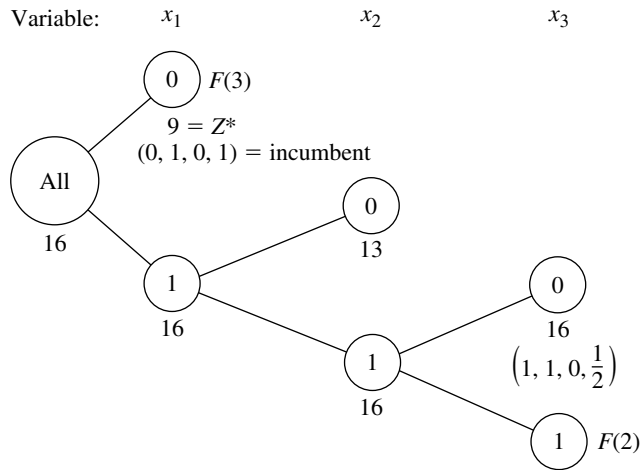 Variable: x₁ x₂ x₃
0 F(3)
9 = Z*
(0, 1, 0, 1) = incumbent
All
16
0
13
1
16
0
16
(1, 1, 0, 1/2)
1
16
1 F(2)